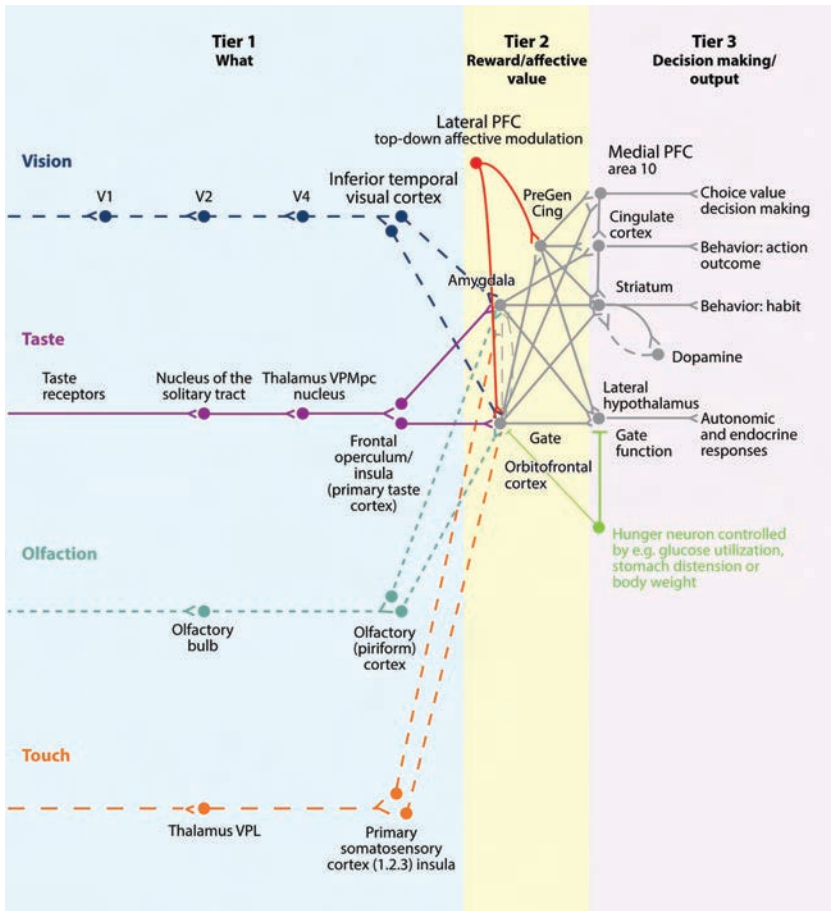 Tier 1
What
Tier 2
Reward/affective
value
Tier 3
Decision making/
output
Lateral PFC
top-down affective modulation
Medial PFC
area 10
Vision
V1
V2
V4
Inferior temporal
visual cortex
PreGen
Cing
Choice value
decision making
Cingulate
cortex
Behavior: action
outcome
Amygdala
Striatum
Behavior: habit
Taste
Dopamine
Taste
receptors
Nucleus of the
solitary tract
Thalamus VPMpc
nucleus
Lateral
hypothalamus
Autonomic
and endocrine
responses
Frontal
operculum/
insula
(primary taste
cortex)
Gate
Orbitofrontal
cortex
Gate
function
Hunger neuron controlled
by e.g. glucose utilization,
stomach distension or
body weight
Olfaction
Olfactory
bulb
Olfactory
(piriform)
cortex
Touch
Thalamus VPL
Primary
somatosensory
cortex (1.2.3) insula